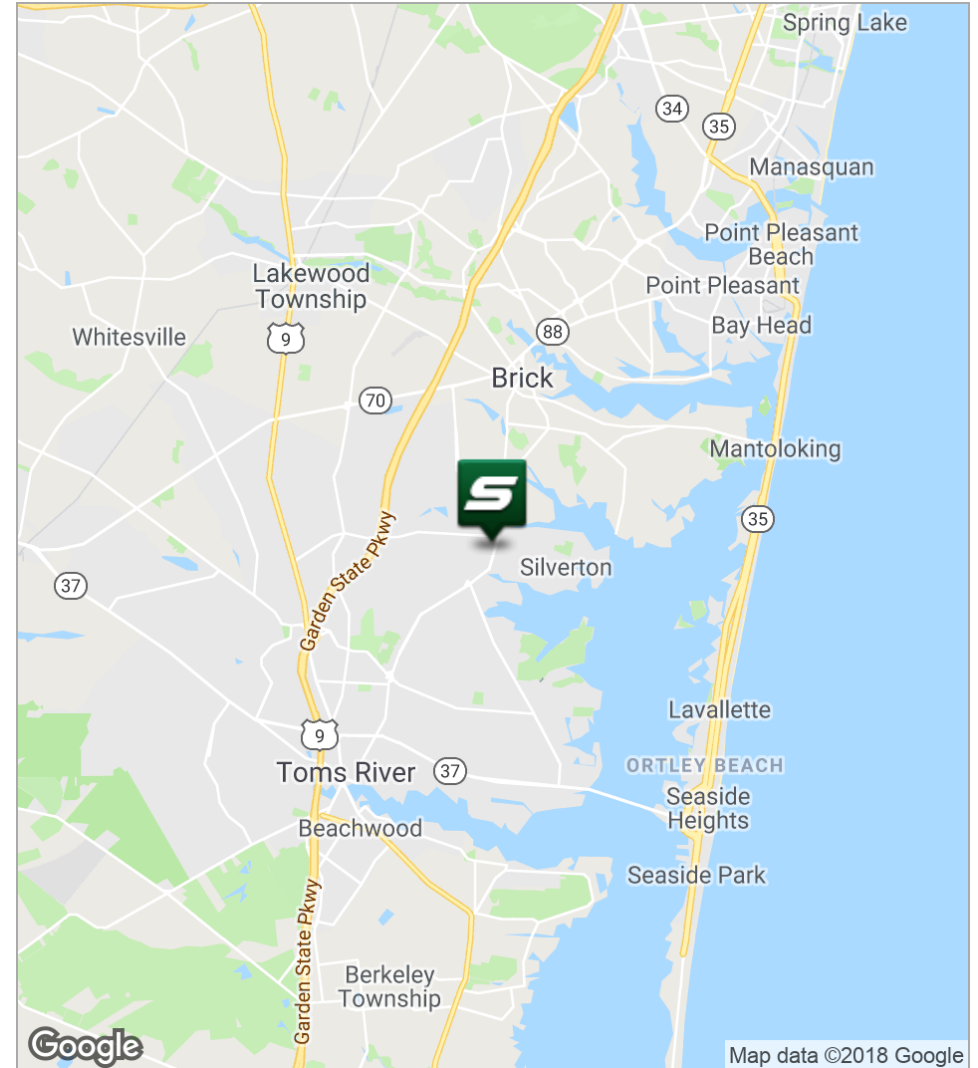 Spring Lake
34
35
Manasquan
Point Pleasant
Beach
Lakewood
Township
Point Pleasant
Whitesville
9
88
Bay Head
Brick
70
Mantoloking
S
35
Garden State Pkwy
Silverton
37
Lavallette
9
ORTLEY BEACH
Toms River
37
Seaside
Heights
Beachwood
Seaside Park
Garden State Pkwy
Berkeley
Township
Google
Map data ©2018 Google